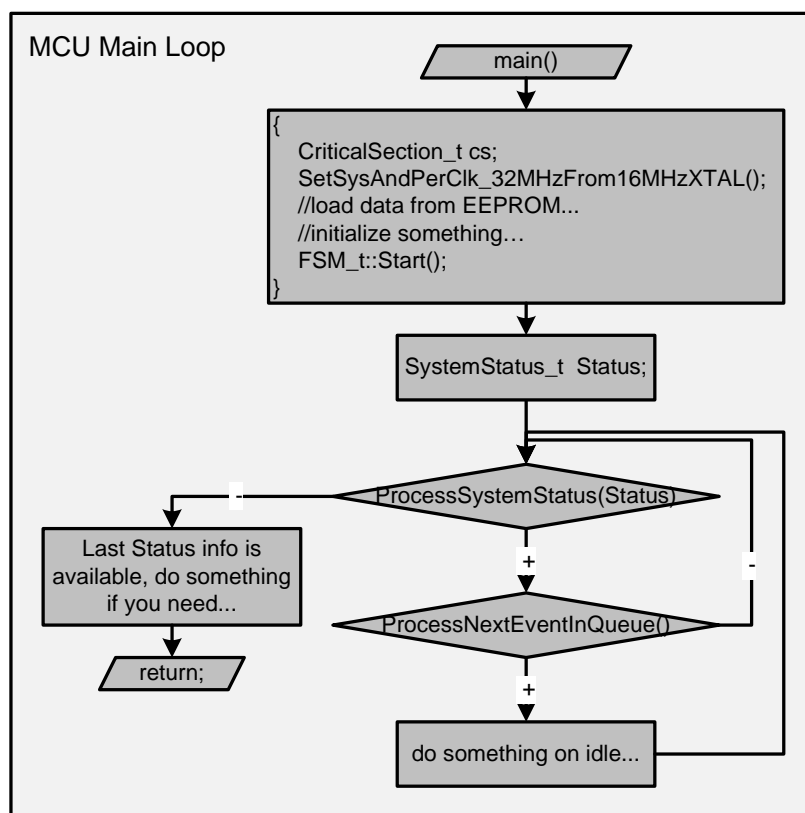 MCU Main Loop
main()
{
CriticalSection_t cs;
SetSysAndPerClk_32MHzFrom16MHzXTAL();
//load data from EEPROM...
//initialize something…
FSM_t::Start();
}
SystemStatus_t  Status;
ProcessSystemStatus(Status)
-
+
Last Status info is
available, do something
if you need...
return;
ProcessNextEventInQueue()
-
+
do something on idle...